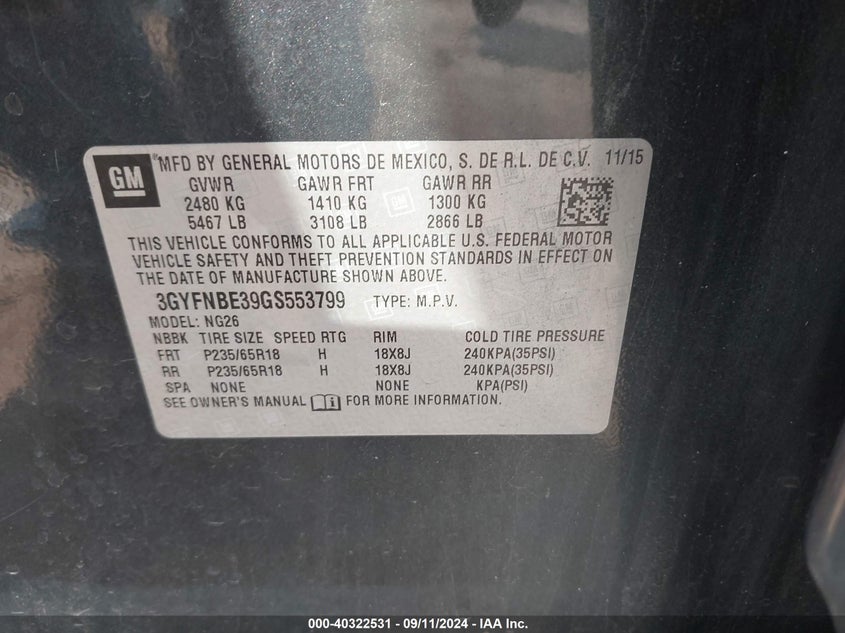 GM ® MFD BY GENERAL MOTORS DE MEXICO, S. DE R.L. DE C.V. 11/15
GVWR GAWR FRT GAWR RR
2480 KG 1410 KG 1300 KG
5467 LB 3108 LB 2866 LB
THIS VEHICLE CONFORMS TO ALL APPLICABLE U.S. FEDERAL MOTOR
VEHICLE SAFETY AND THEFT PREVENTION STANDARDS IN EFFECT ON
THE DATE OF MANUFACTURE SHOWN ABOVE.
3GYFNBE39GS553799 TYPE: M.P.V.
MODEL: NG26
NBBK TIRE SIZE SPEED RTG RIM COLD TIRE PRESSURE
FRT P235/65R18 H 18X8J 240KPA(35PSI)
RR P235/65R18 H 18X8J 240KPA(35PSI)
SPA NONE NONE KPA(PSI)
SEE OWNER'S MANUAL FOR MORE INFORMATION.
000-40322531 - 09/11/2024 - IAA Inc.